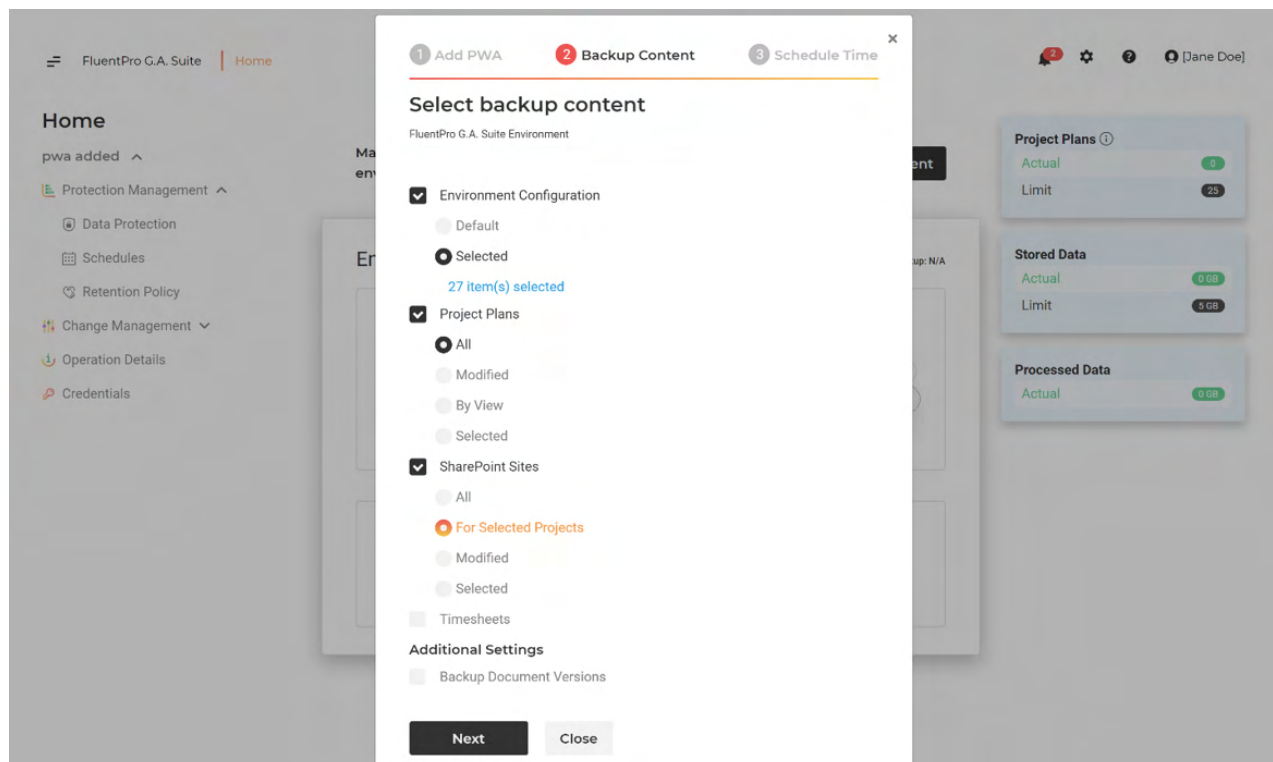 FluentPro G.A. Suite Home
Home
pwa added
Protection Management
Data Protection
Schedules
Retention Policy
Change Management
Operation Details
Credentials
1 Add PWA 2 Backup Content 3 Schedule Time
Select backup content
FluentPro G.A. Suite Environment
Environment Configuration
Default
Selected
27 item(s) selected
Project Plans
All
Modified
By View
Selected
SharePoint Sites
All
For Selected Projects
Modified
Selected
Timesheets
Additional Settings
Backup Document Versions
Next Close
2 [Jane Doe]
Project Plans
Actual 0
Limit 25
Stored Data
Actual 0 GB
Limit 5 GB
Processed Data
Actual 0 GB